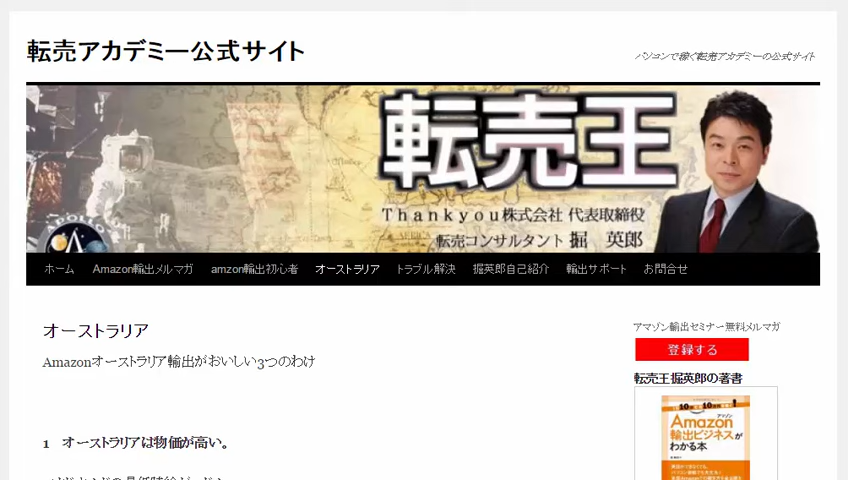 転売アカデミー公式サイト
パソコンで稼ぐ転売アカデミーの公式サイト
転売王
Thankyou株式会社 代表取締役
転売コンサルタント 掘 英郎
APOLLO
AFRICA
ホーム Amazon輸出メルマガ amzon輸出初心者 オーストラリア トラブル解決 掘英郎自己紹介 輸出サポート お問合せ
オーストラリア
Amazonオーストラリア輸出がおいしい3つのわけ
1 オーストラリアは物価が高い。
アマゾン輸出セミナー無料メルマガ
登録する
転売王掘英郎の著書
アマゾン
Amazon
輸出ビジネスが
わかる本